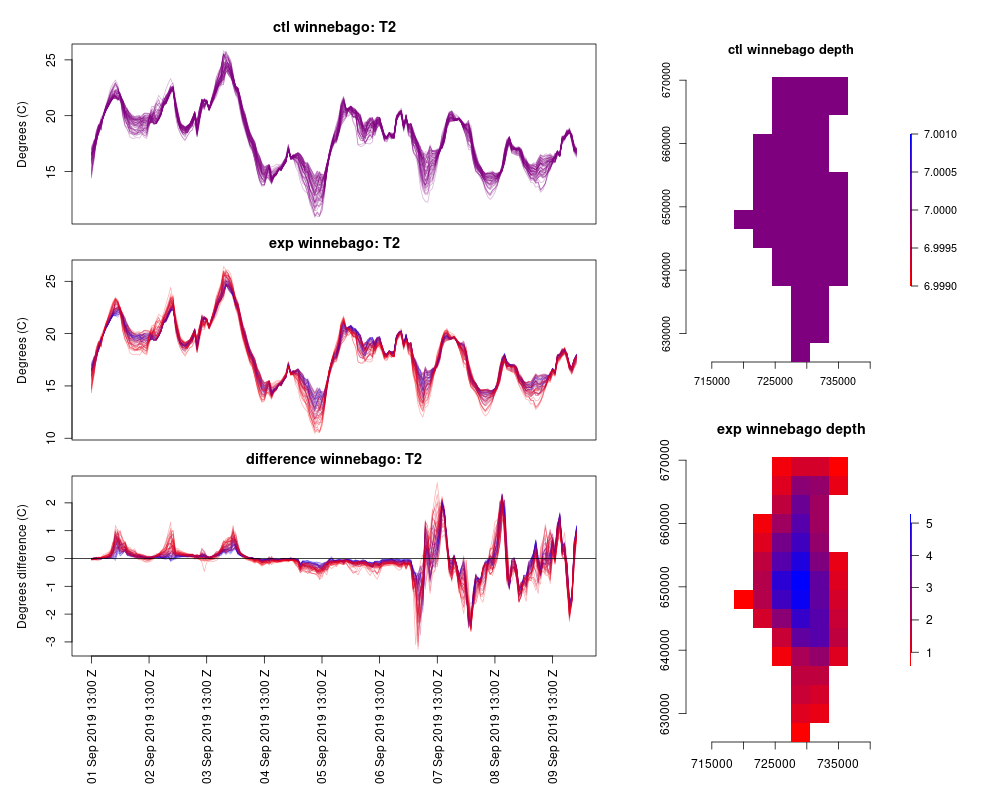 ctl winnebago: T2
Degrees (C)
25
20
15
exp winnebago: T2
Degrees (C)
25
20
15
10
difference winnebago: T2
Degrees difference (C)
2
1
0
-1
-2
-3
01 Sep 2019 13:00 Z
02 Sep 2019 13:00 Z
03 Sep 2019 13:00 Z
04 Sep 2019 13:00 Z
05 Sep 2019 13:00 Z
06 Sep 2019 13:00 Z
07 Sep 2019 13:00 Z
08 Sep 2019 13:00 Z
09 Sep 2019 13:00 Z
ctl winnebago depth
670000
660000
650000
640000
630000
715000 725000 735000
7.0010
7.0005
7.0000
6.9995
6.9990
exp winnebago depth
670000
660000
650000
640000
630000
715000 725000 735000
5
4
3
2
1